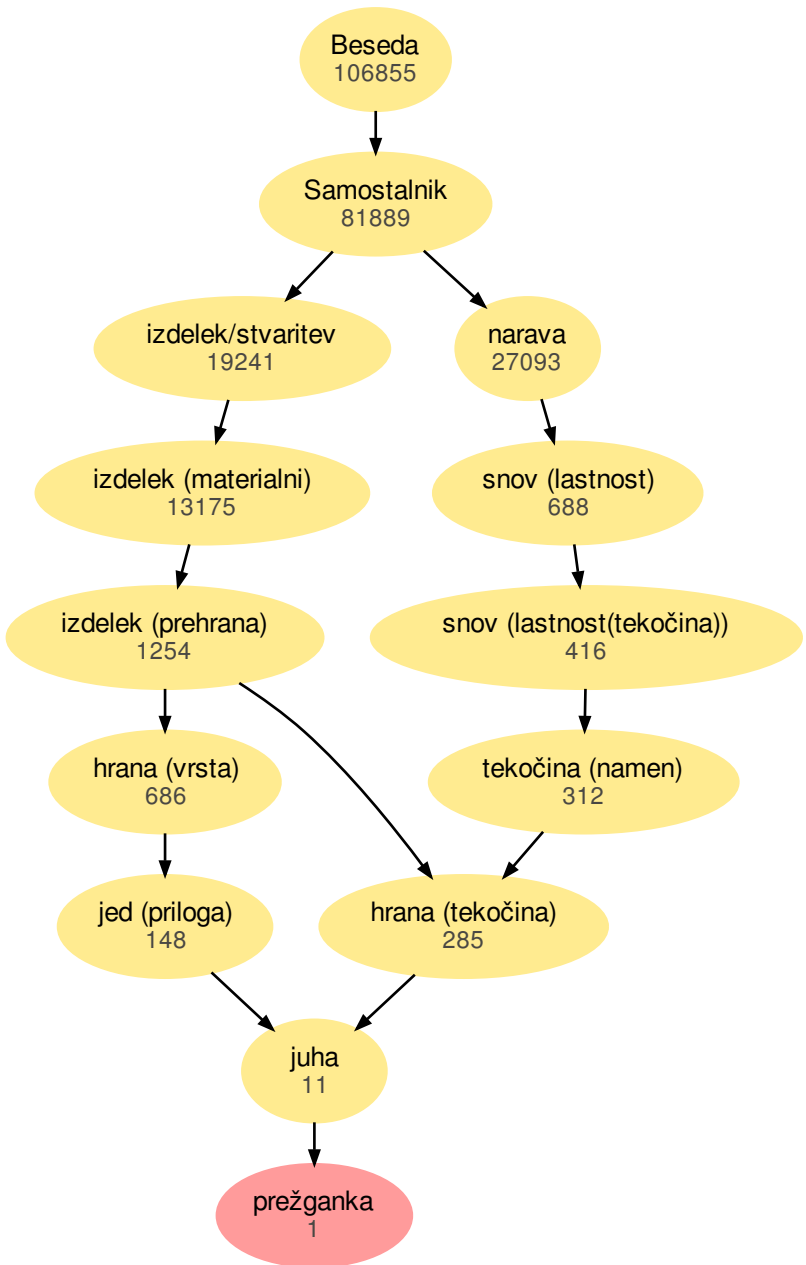 Beseda
106855
Samostalnik
81889
izdelek/stvaritev
19241
narava
27093
izdelek (materialni)
13175
snov (lastnost)
688
izdelek (prehrana)
1254
snov (lastnost(tekočina))
416
hrana (vrsta)
686
tekočina (namen)
312
jed (priloga)
148
hrana (tekočina)
285
juha
11
prežganka
1